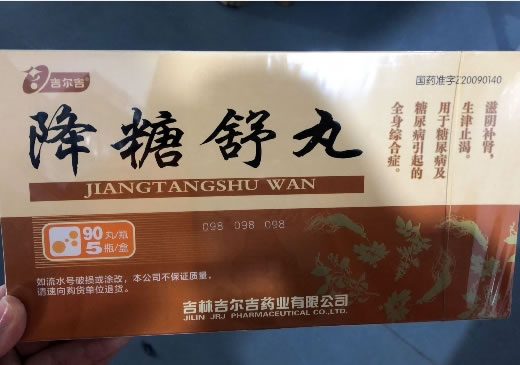 吉尔吉
国药准字Z20090140
降糖舒丸
JIANGTANGSHU WAN
滋阴补肾，
生津止渴。
用于糖尿病及
糖尿病引起的
全身综合症。
098 098 098
90丸/瓶
5瓶/盒
如流水号破损或涂改，本公司不保证质量，
请速向购货单位退货。
吉林吉尔吉药业有限公司
JILIN JRJ PHARMACEUTICAL CO.,LTD.